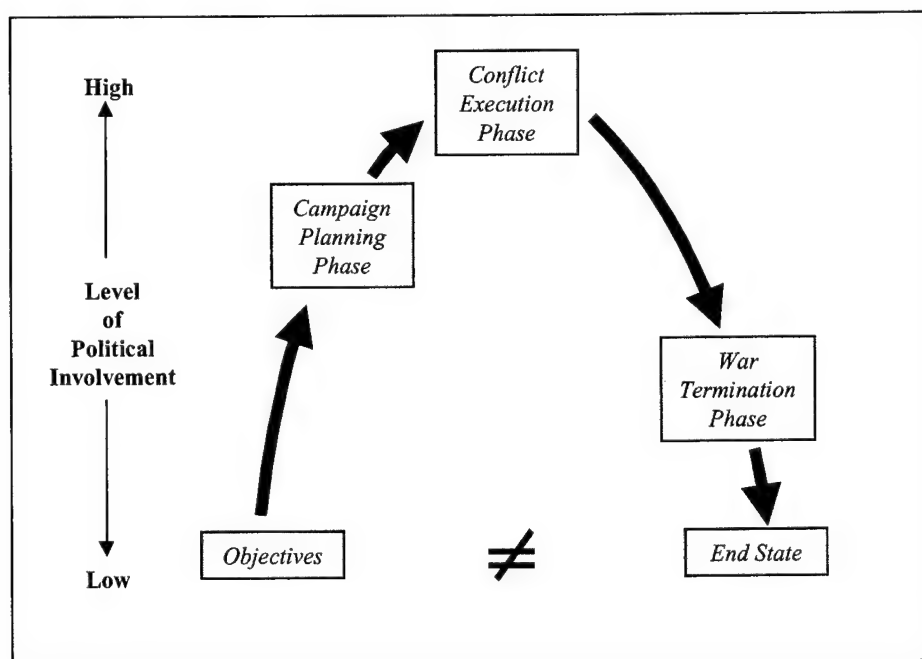 High
Level
of
Political
Involvement
Low
Conflict
Execution
Phase
Campaign
Planning
Phase
War
Termination
Phase
Objectives
≠
End State